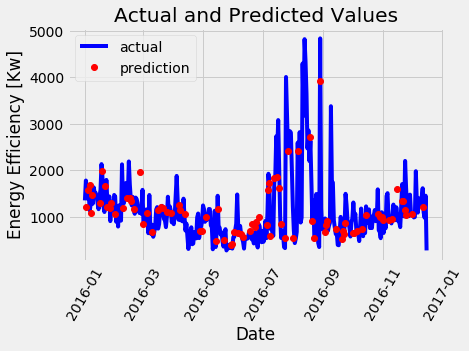 Actual and Predicted Values
actual
prediction
Energy Efficiency [Kw]
5000
4000
3000
2000
1000
2016-01
2016-03
2016-05
2016-07
2016-09
2016-11
2017-01
Date